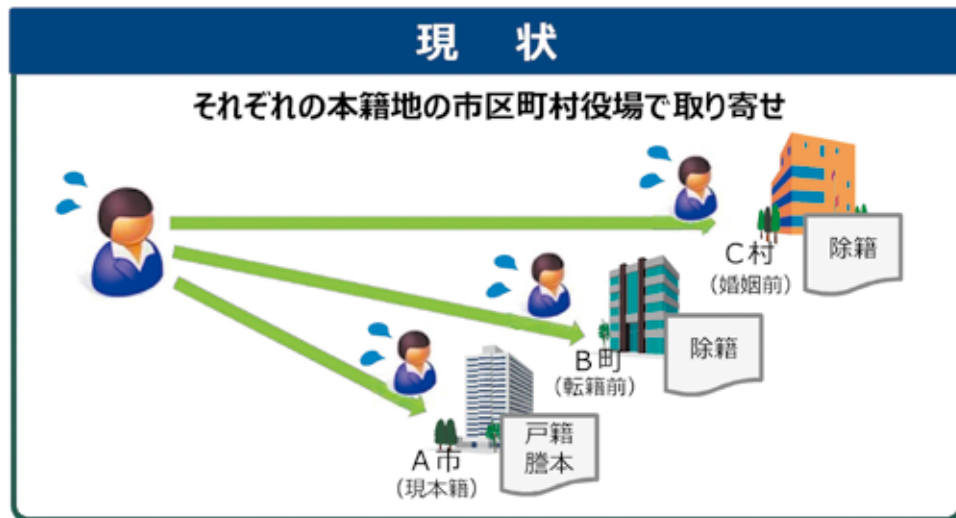 現 状
それぞれの本籍地の市区町村役場で取り寄せ
C村
(婚姻前)
除籍
B町
(転籍前)
除籍
A市
(現本籍)
戸籍
謄本